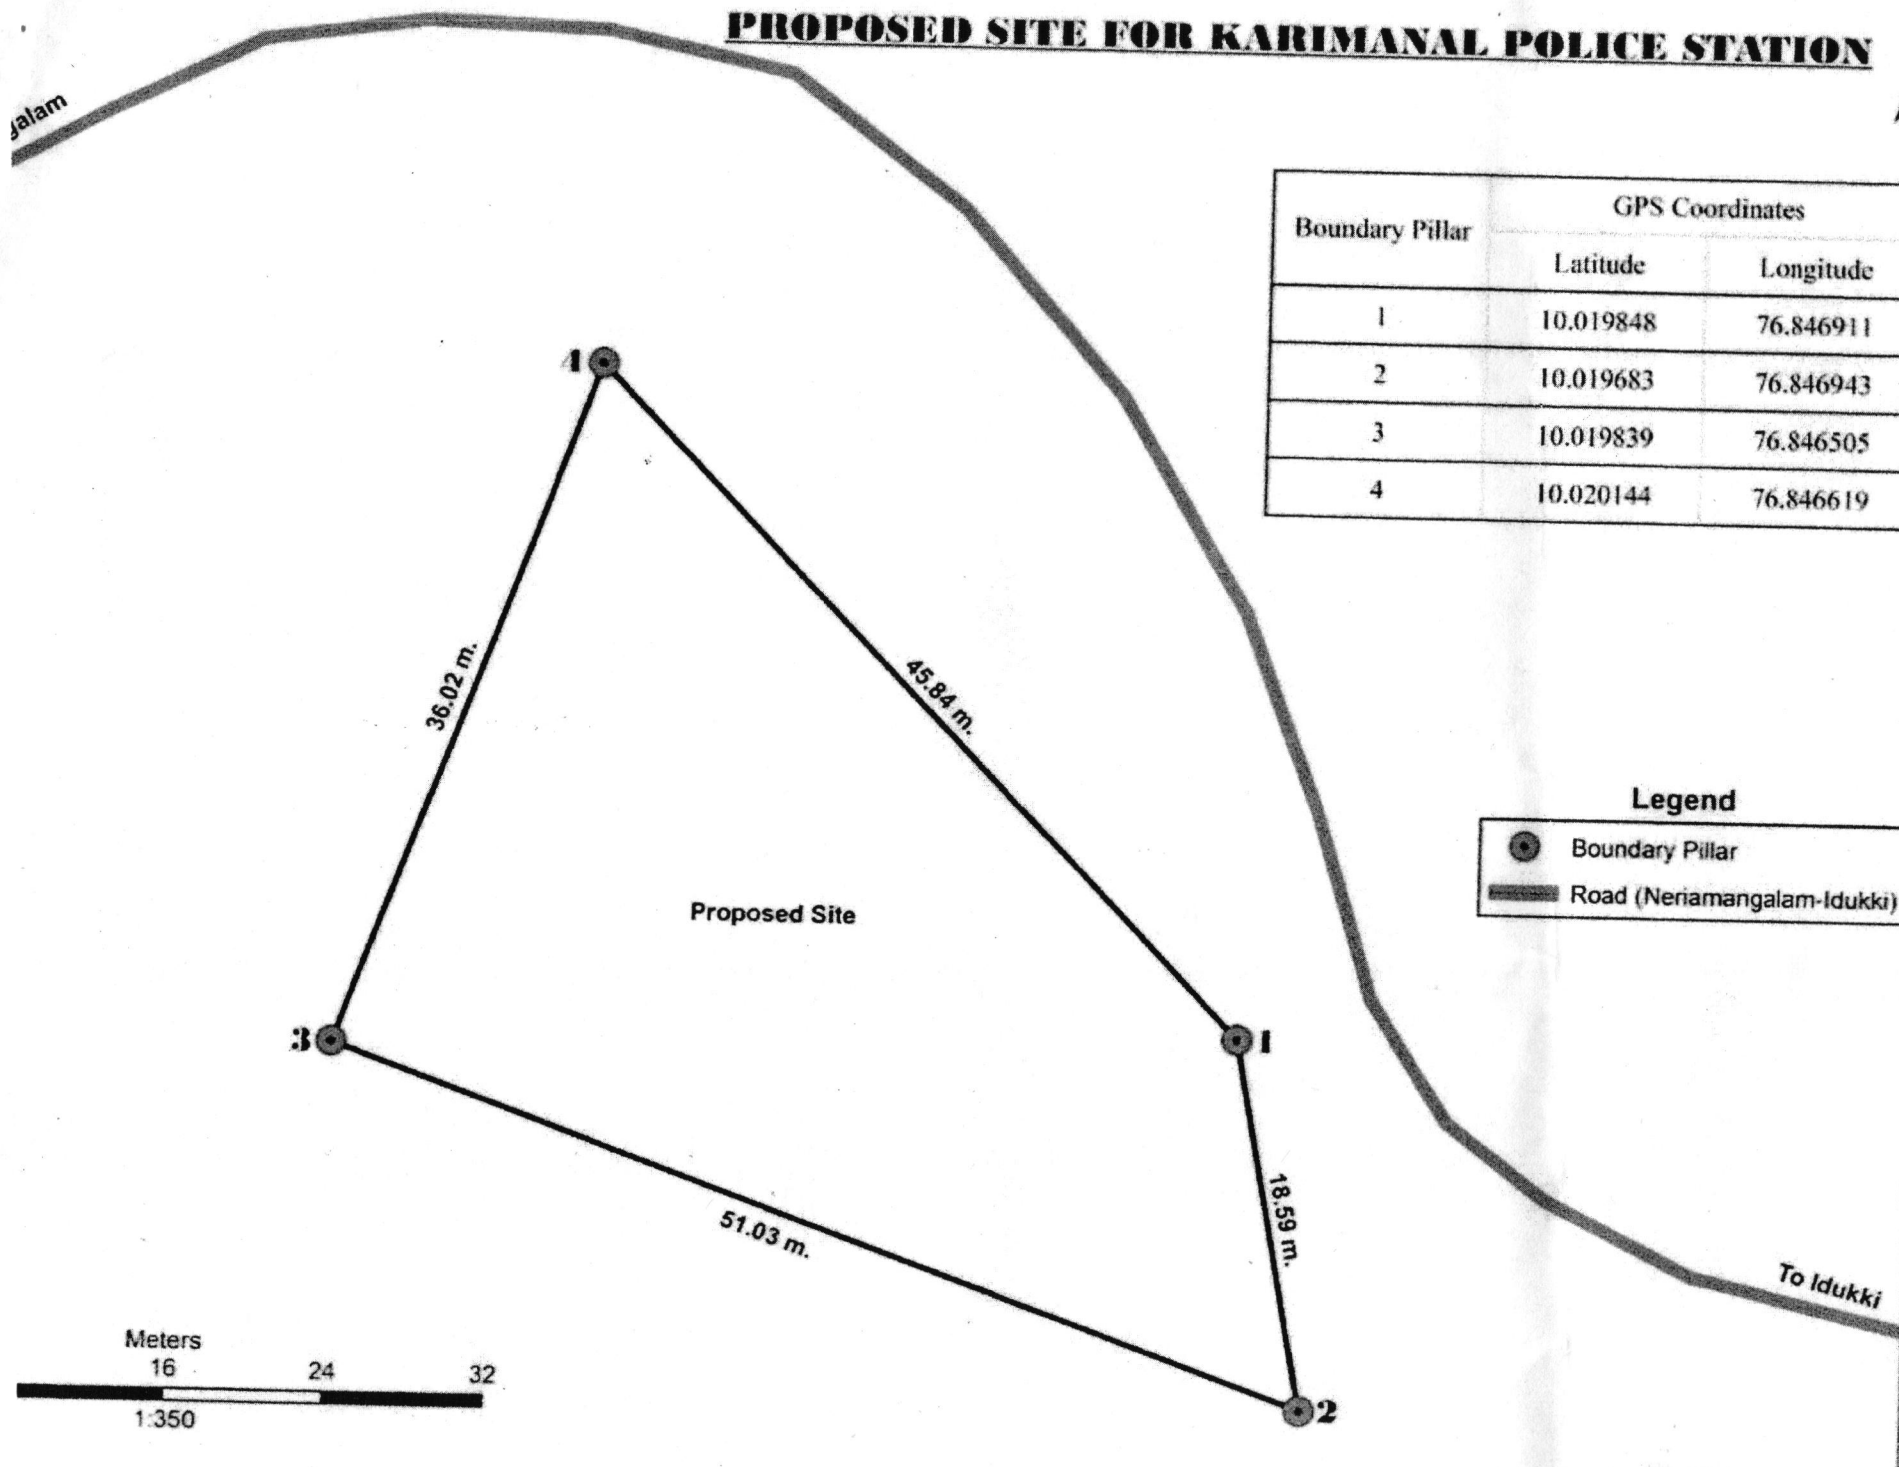 PROPOSED SITE FOR KARIMANAL POLICE STATION
galam
Boundary Pillar GPS Coordinates
Latitude Longitude
1 10.019848 76.846911
2 10.019683 76.846943
3 10.019839 76.846505
4 10.020144 76.846619
4
36.02 m.
45.84 m.
Legend
Boundary Pillar
Road (Neriamangalam-Idukki)
Proposed Site
3
1
18.59 m.
51.03 m.
To Idukki
2
Meters
16 24 32
1:350